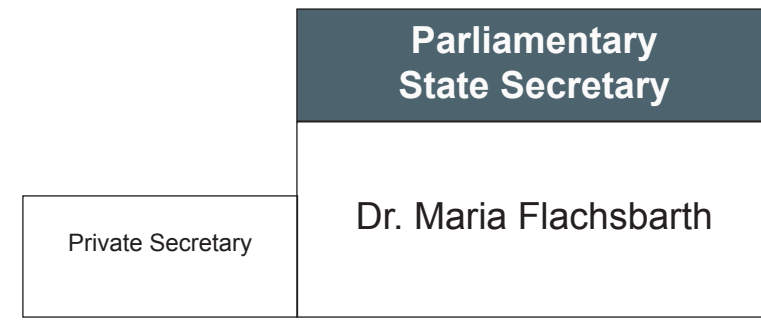 Parliamentary
State Secretary
Dr. Maria Flachsbarth
Private Secretary